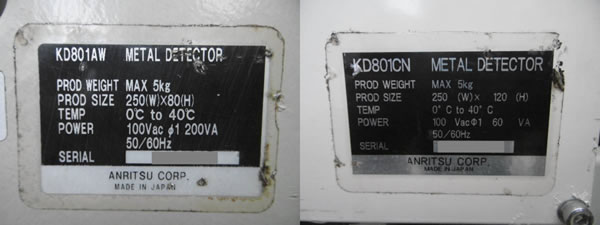 KD801AW METAL DETECTOR
PROD WEIGHT MAX 5kg
PROD SIZE 250(W)×80(H)
TEMP 0℃ to 40℃
POWER 100Vac φ1 200VA
50/60Hz
SERIAL
ANRITSU CORP.
MADE IN JAPAN
KD801CN METAL DETECTOR
PROD WEIGHT MAX 5kg
PROD SIZE 250 (W) × 120 (H)
TEMP 0°C to 40°C
POWER 100 Vac Φ1 60 VA
50/60Hz
SERIAL
ANRITSU CORP.
MADE IN JAPAN